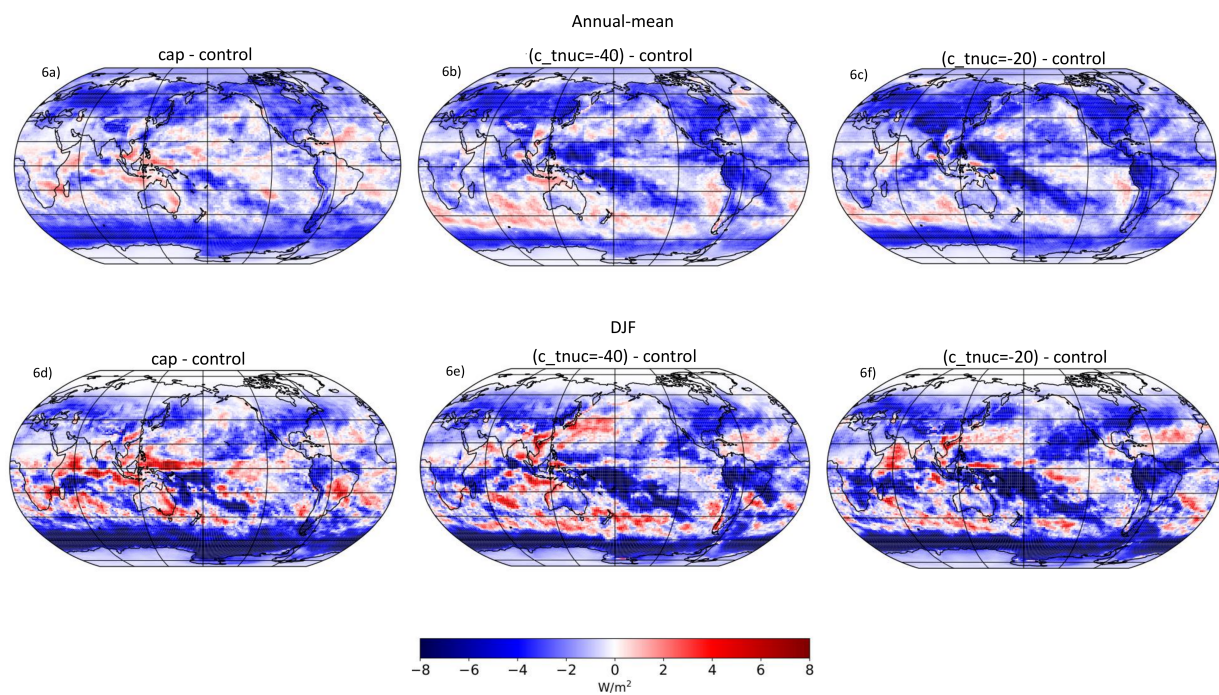 Annual-mean
cap - control
(c_tnuc=-40) - control
(c_tnuc=-20) - control
6a)
6b)
6c)
DJF
cap - control
(c_tnuc=-40) - control
(c_tnuc=-20) - control
6d)
6e)
6f)
−8 −6 −4 −2 0 2 4 6 8
W/m²